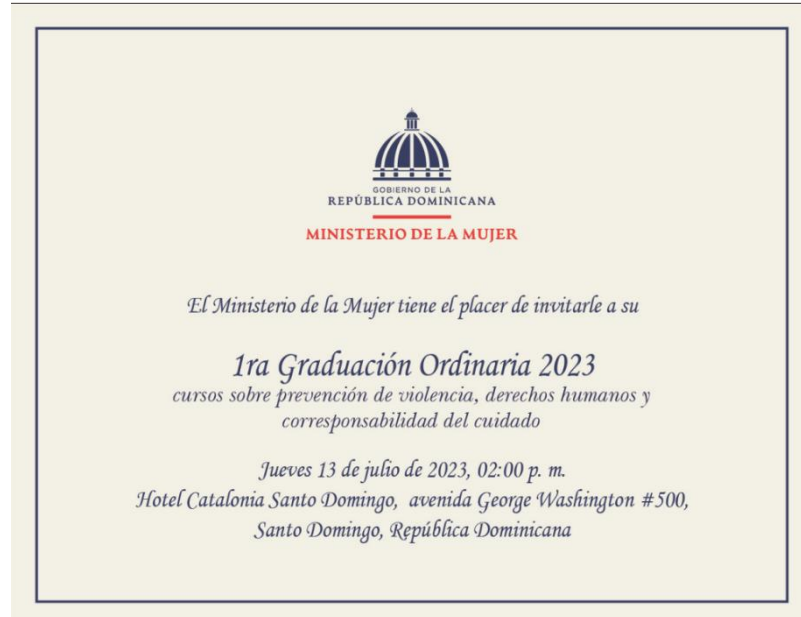 GOBIERNO DE LA
REPÚBLICA DOMINICANA
MINISTERIO DE LA MUJER
El Ministerio de la Mujer tiene el placer de invitarle a su
1ra Graduación Ordinaria 2023
cursos sobre prevención de violencia, derechos humanos y
corresponsabilidad del cuidado
Jueves 13 de julio de 2023, 02:00 p. m.
Hotel Catalonia Santo Domingo, avenida George Washington #500,
Santo Domingo, República Dominicana